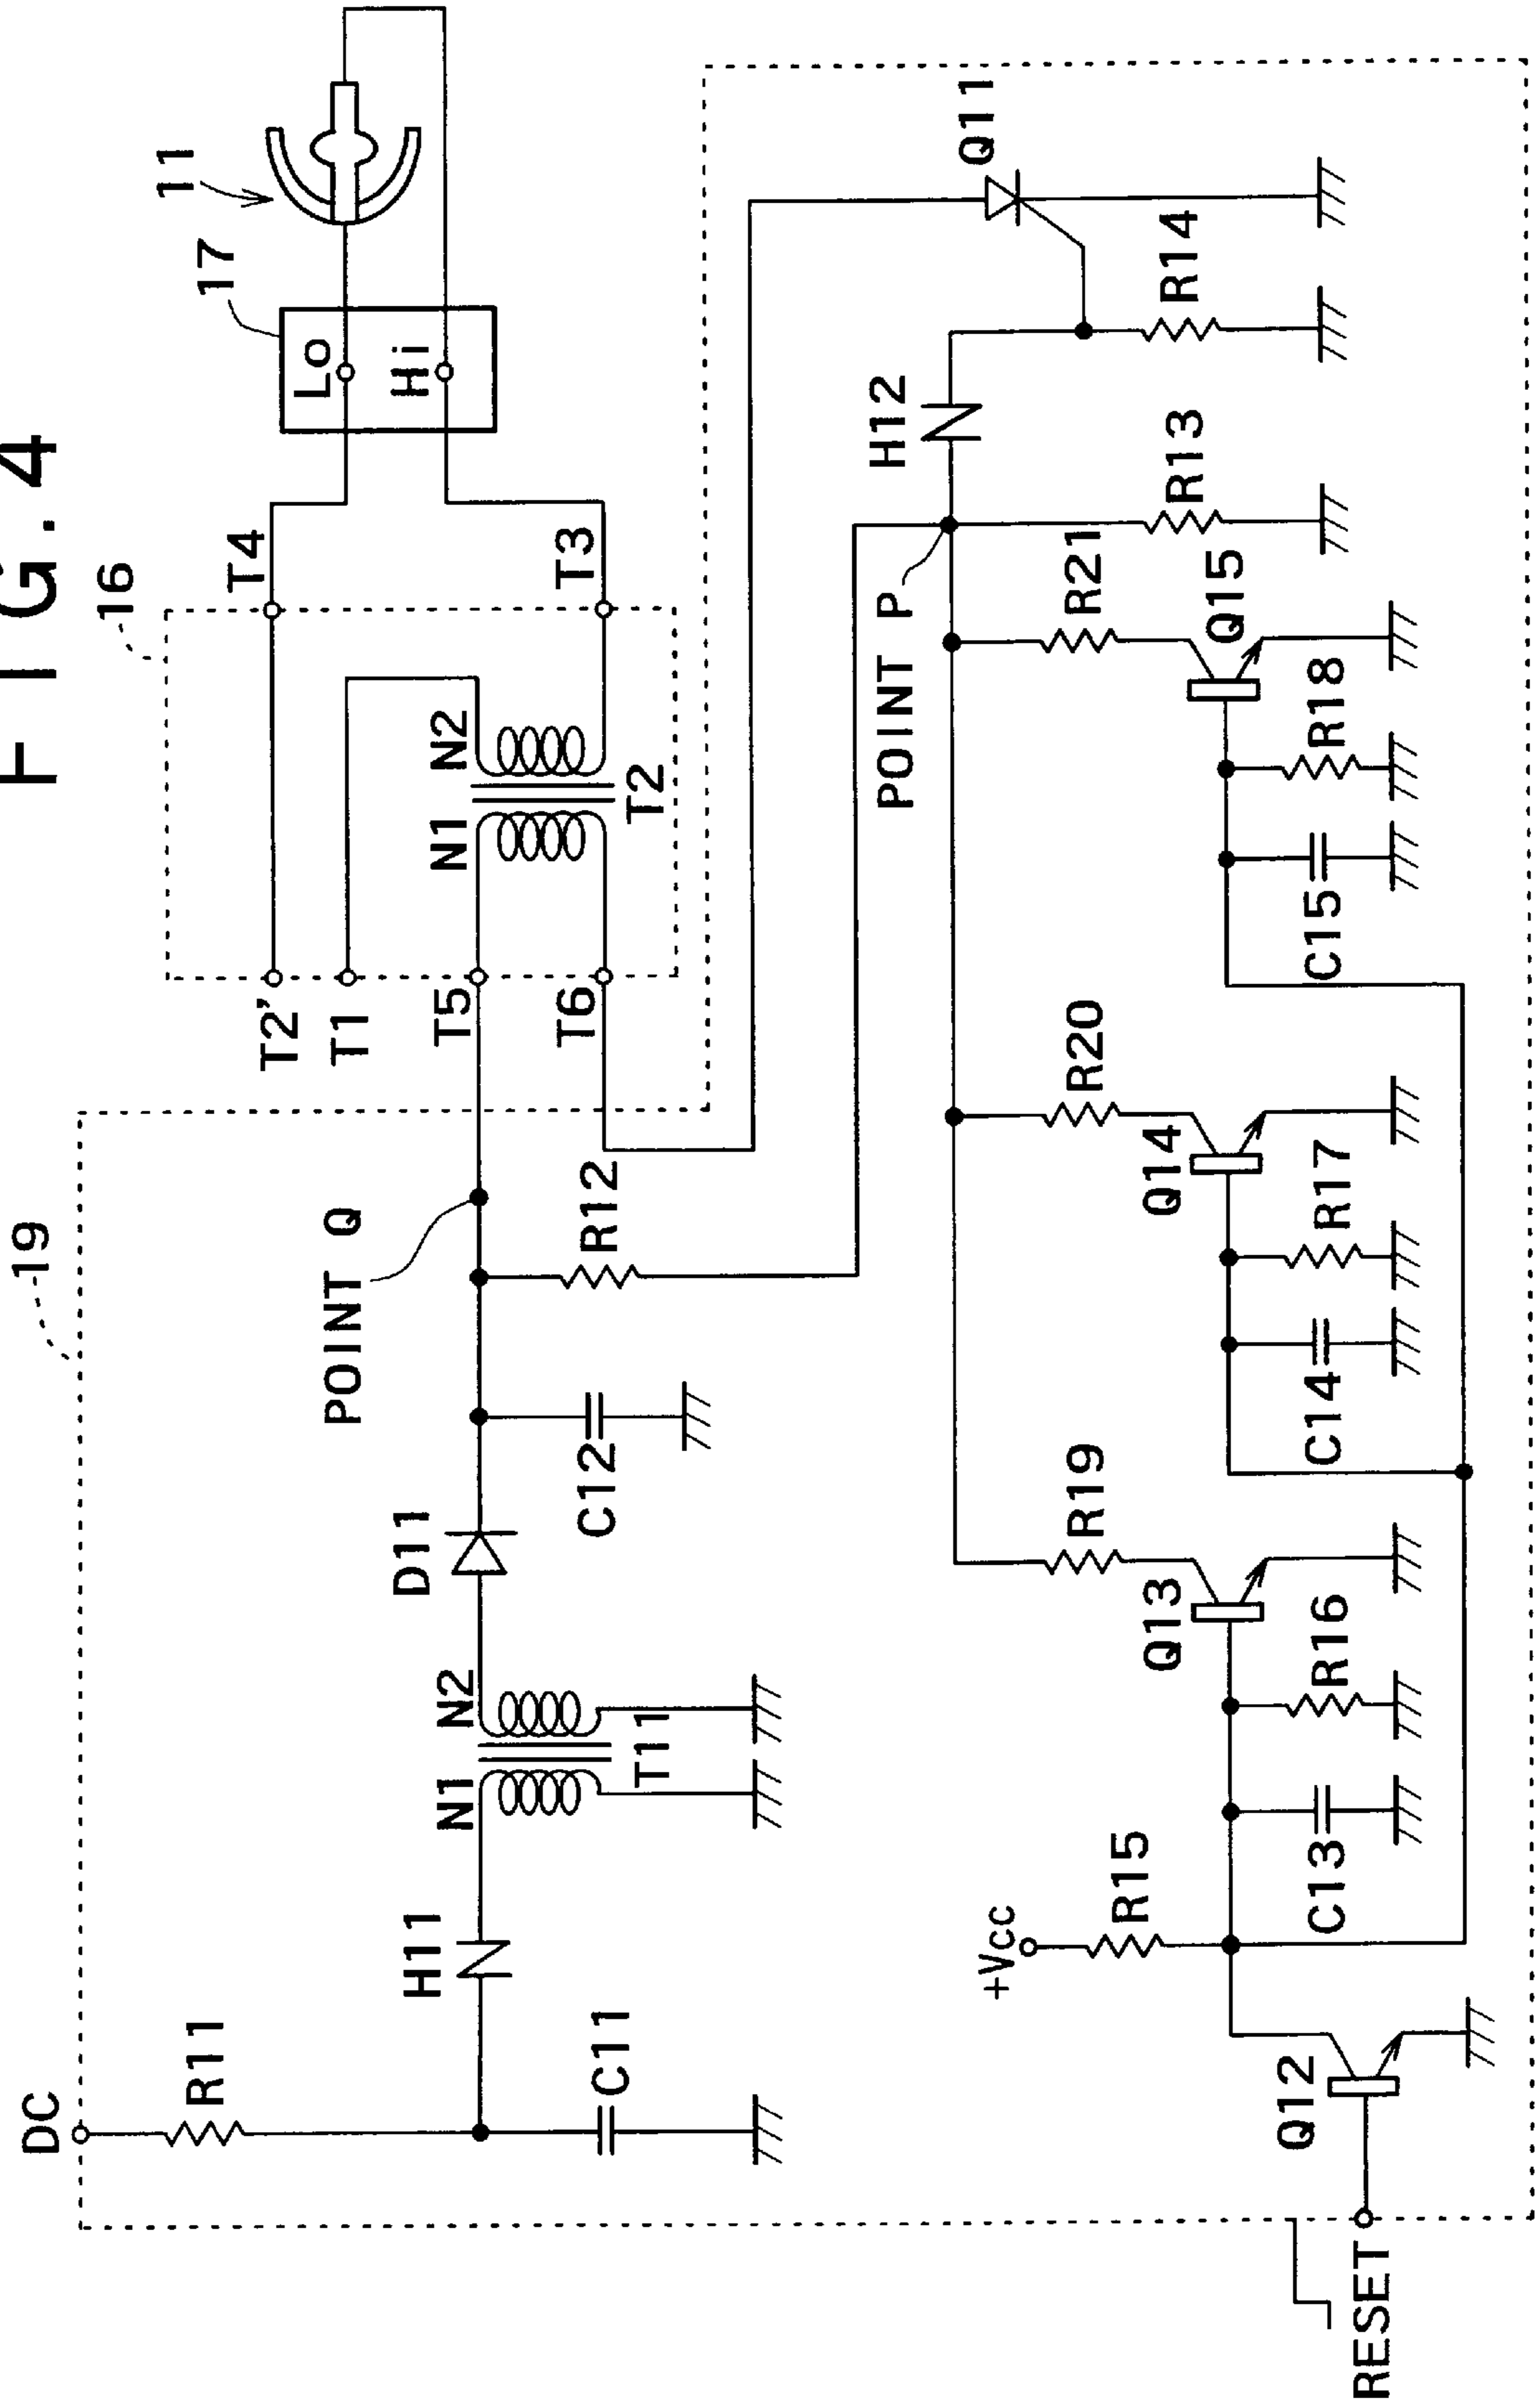 FIG.4
19
16
17
11
DC
R11
H11
C11
N1
N2
T11
D11
C12
POINT Q
R12
T2'
T1
T5
T6
N1
N2
T2
T4
T3
Lo
Hi
Q11
H12
R14
R13
POINT P
R21
Q15
R18
C15
R20
Q14
R17
C14
R19
Q13
R16
C13
+Vcc
R15
Q12
RESET